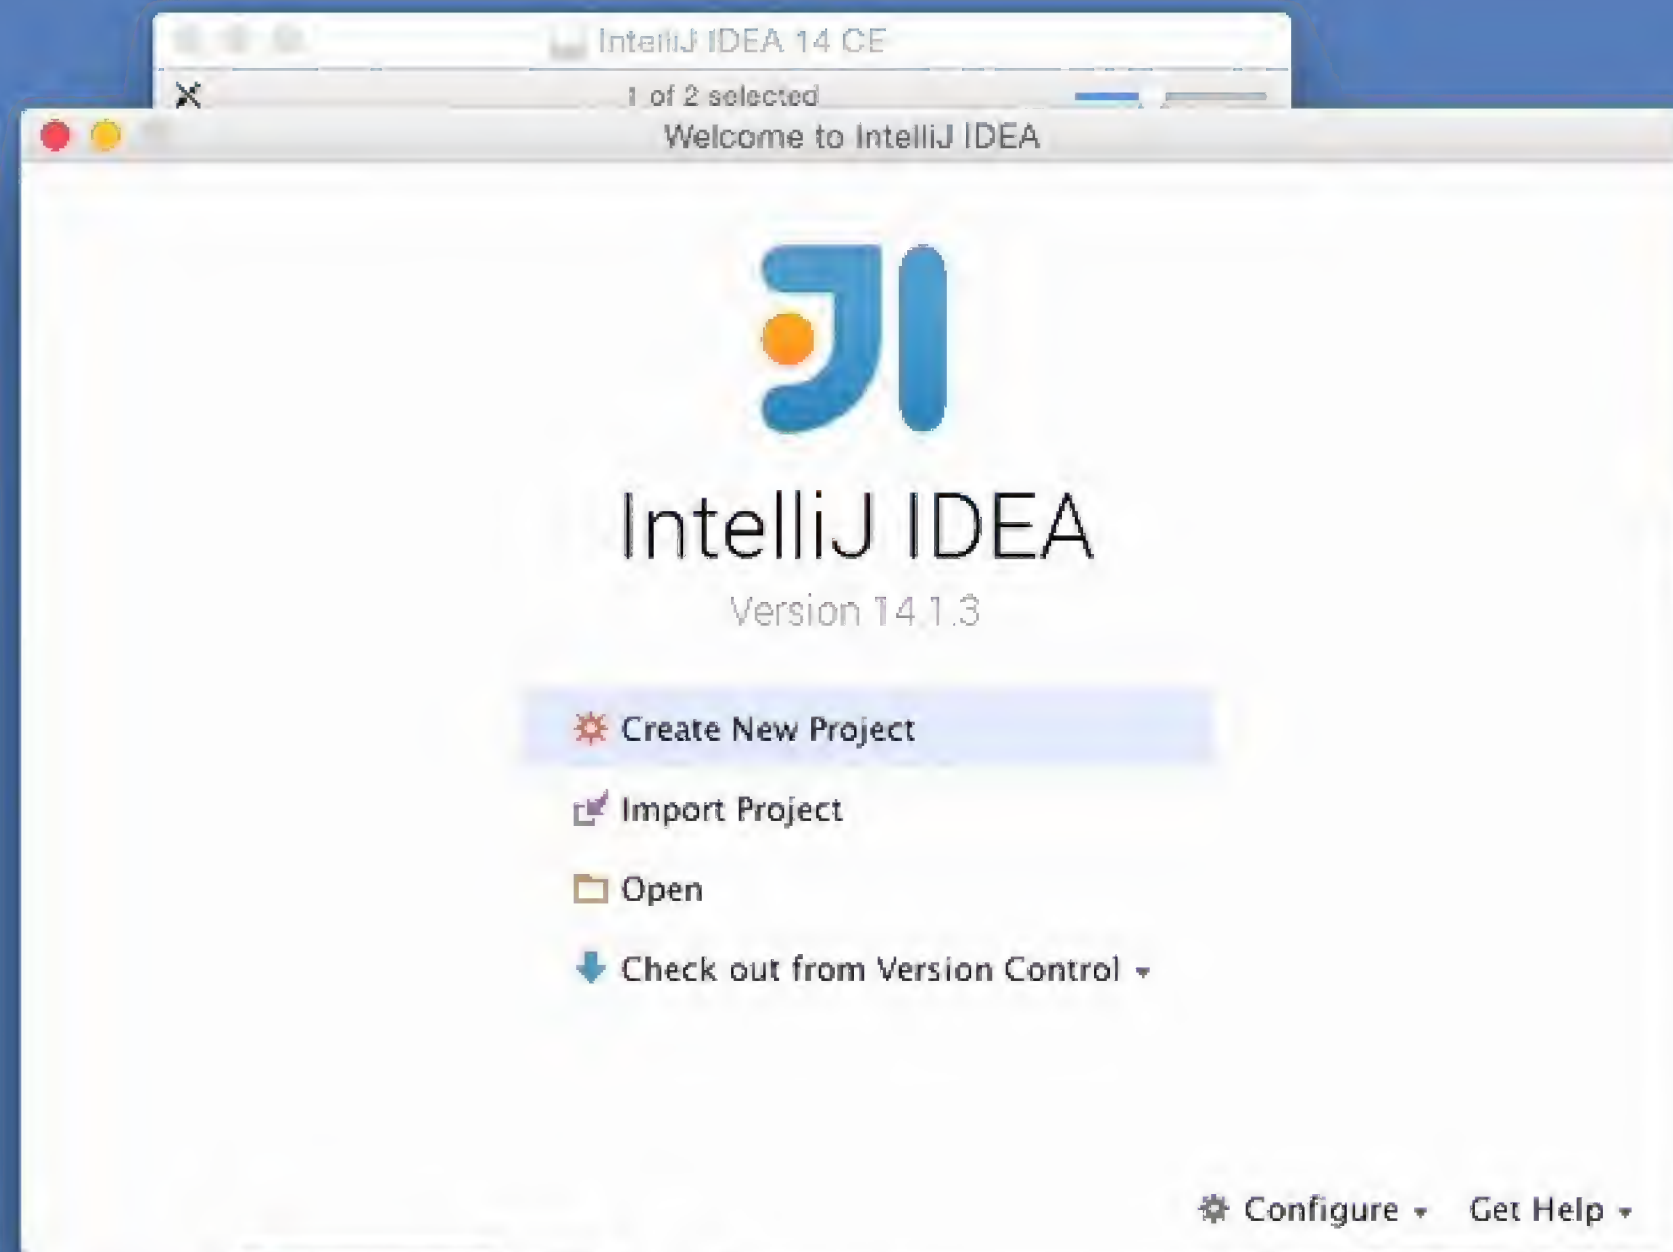 IntelliJ IDEA 14 CE
1 of 2 selected
Welcome to IntelliJ IDEA
IntelliJ IDEA
Version 14.1.3
Create New Project
Import Project
Open
Check out from Version Control
Configure Get Help